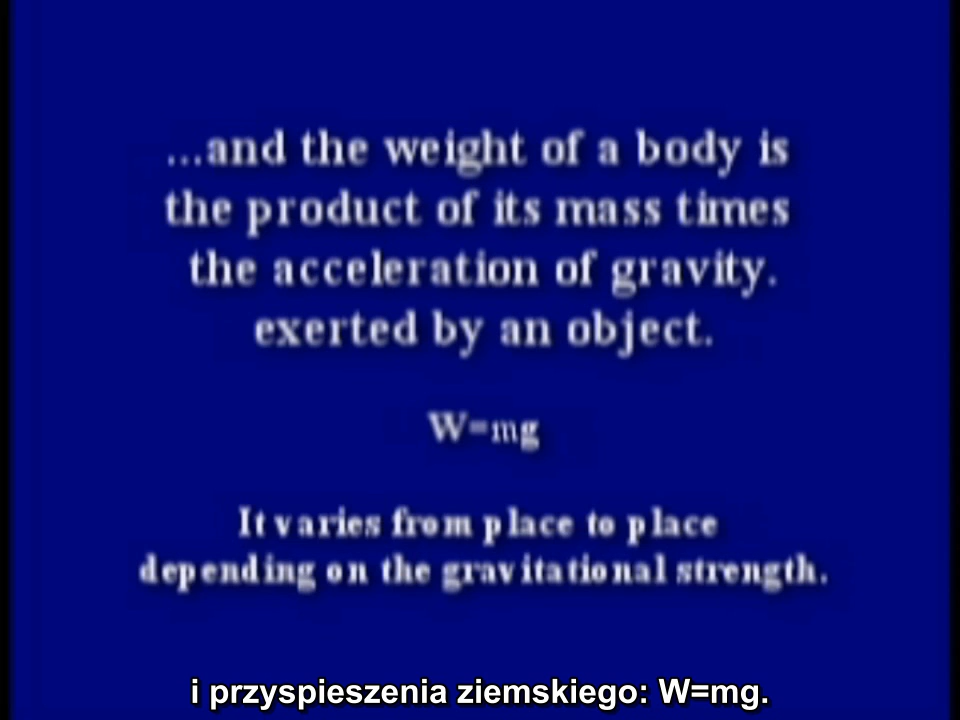 ...and the weight of a body is
the product of its mass times
the acceleration of gravity.
exerted by an object.
W=mg
It varies from place to place
depending on the gravitational strength.
i przyspieszenia ziemskiego: W=mg.